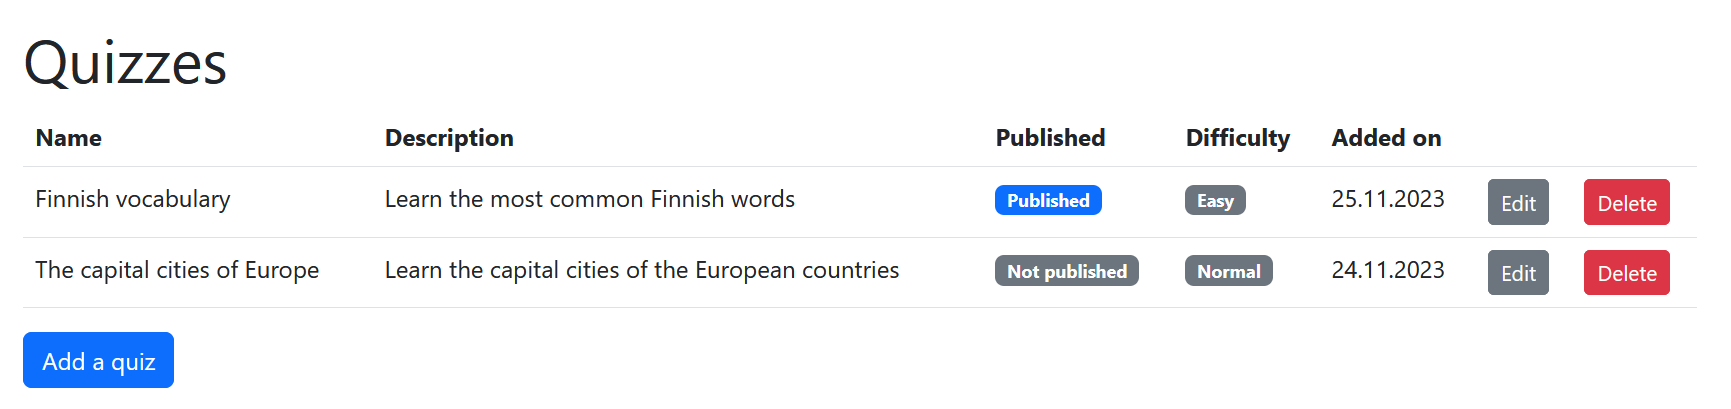 Quizzes
Name Description Published Difficulty Added on
Finnish vocabulary Learn the most common Finnish words Published Easy 25.11.2023 Edit Delete
The capital cities of Europe Learn the capital cities of the European countries Not published Normal 24.11.2023 Edit Delete
Add a quiz